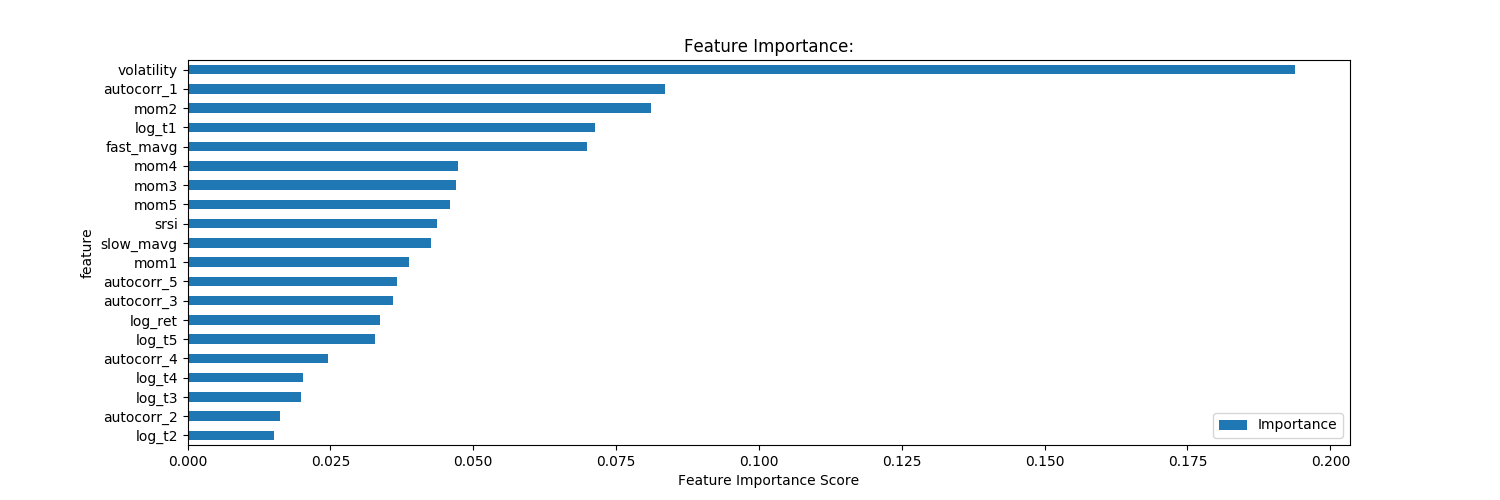 Feature Importance:
volatility
autocorr_1
mom2
log_t1
fast_mavg
mom4
mom3
mom5
srsi
slow_mavg
mom1
autocorr_5
autocorr_3
log_ret
log_t5
autocorr_4
log_t4
log_t3
autocorr_2
log_t2
feature
Importance
0.000 0.025 0.050 0.075 0.100 0.125 0.150 0.175 0.200
Feature Importance Score